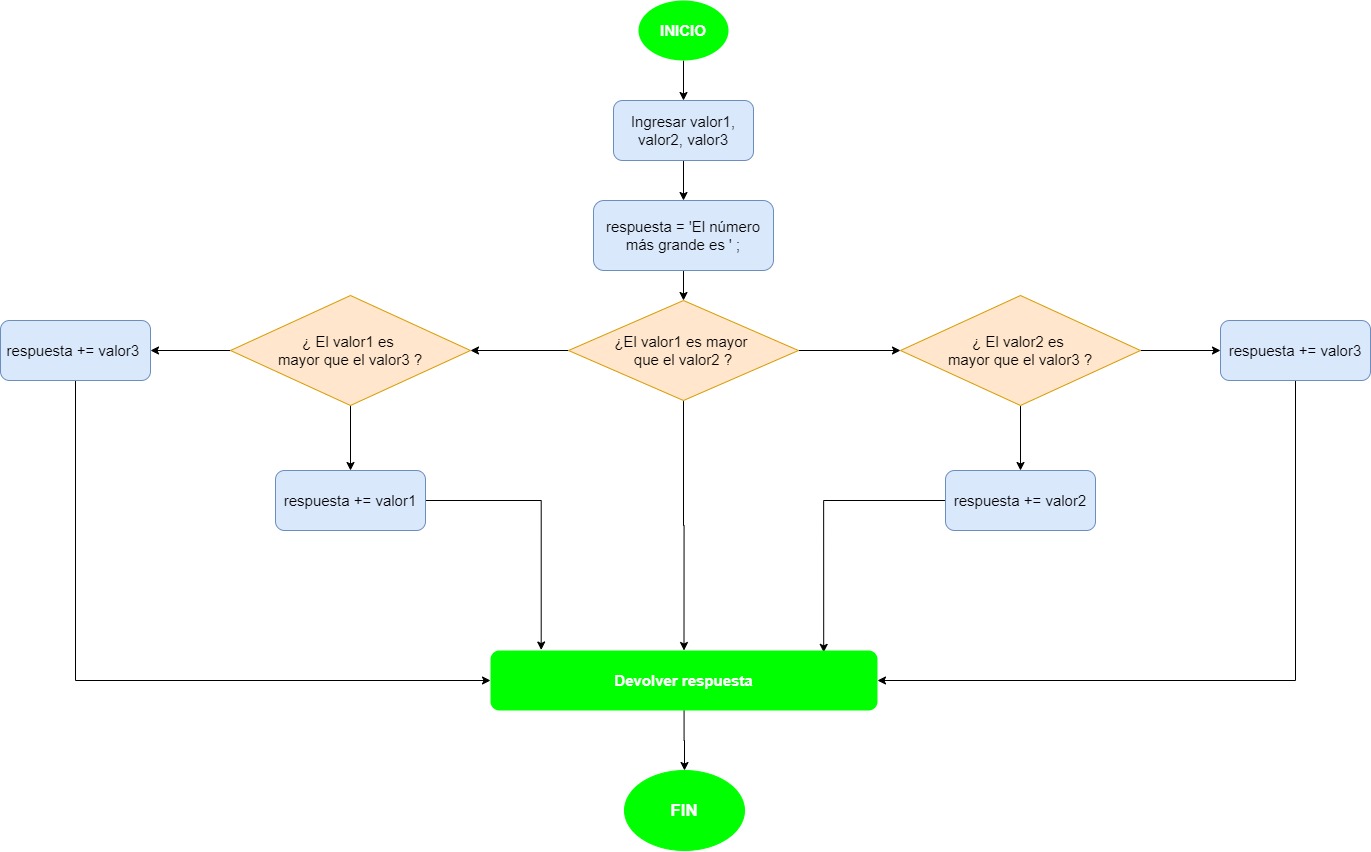 INICIO
Ingresar valor1,
valor2, valor3
respuesta = 'El número
más grande es ' ;
respuesta += valor3
¿ El valor1 es
mayor que el valor3 ?
¿El valor1 es mayor
que el valor2 ?
¿ El valor2 es
mayor que el valor3 ?
respuesta += valor3
respuesta += valor1
respuesta += valor2
Devolver respuesta
FIN